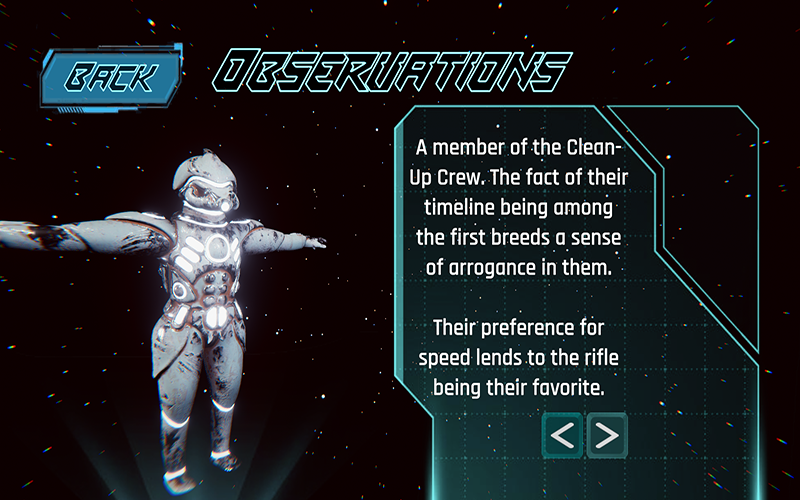 Back
Observations
A member of the Clean-
Up Crew. The fact of their
timeline being among
the first breeds a sense
of arrogance in them.
Their preference for
speed lends to the rifle
being their favorite.
< >